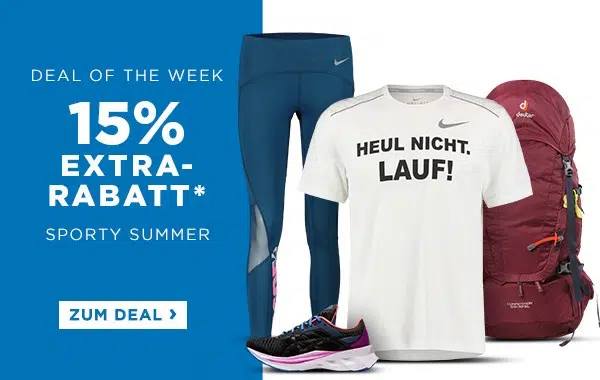 DEAL OF THE WEEK
15%
EXTRA-
RABATT*
SPORTY SUMMER
ZUM DEAL ›
HEUL NICHT.
LAUF!
deuter